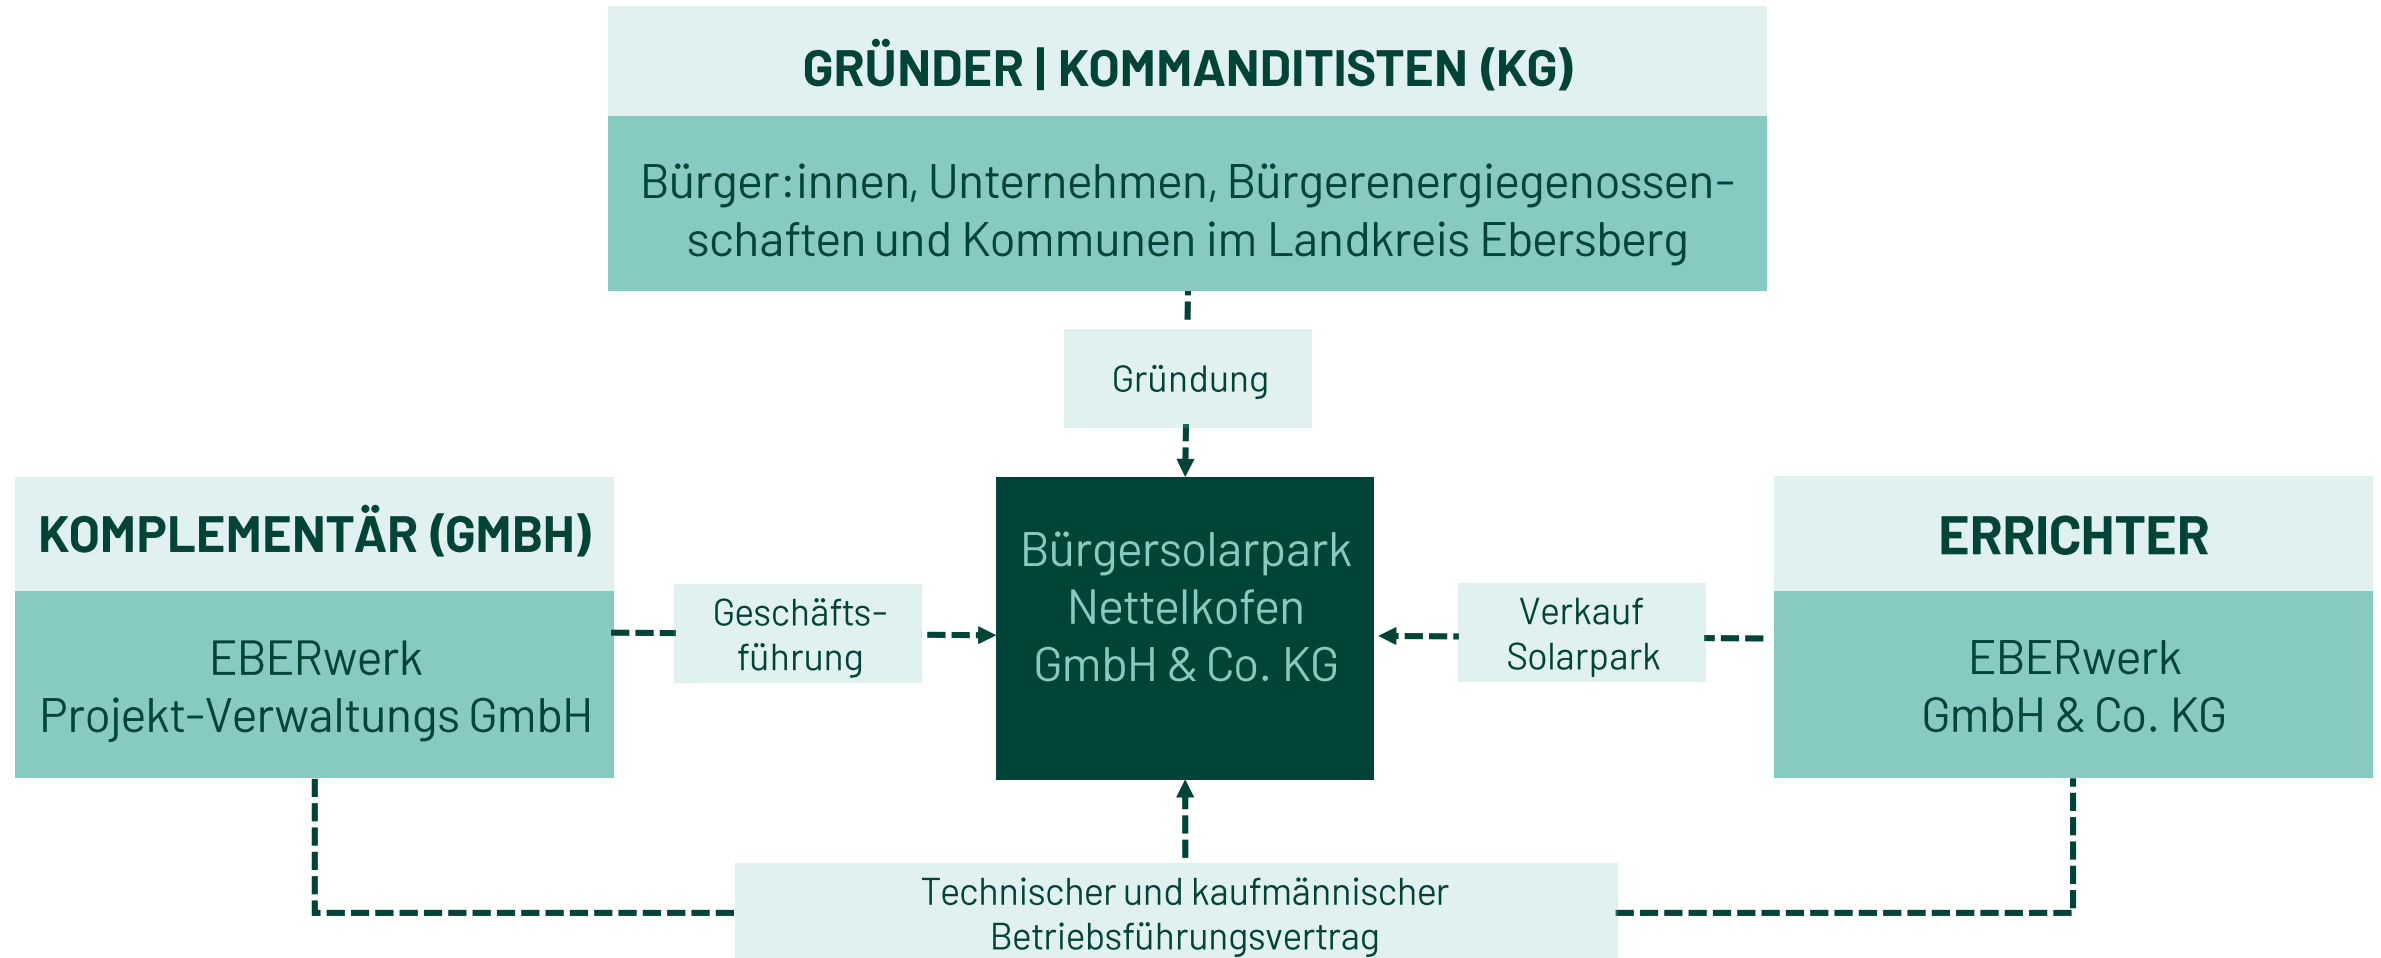 GRÜNDER | KOMMANDITISTEN (KG)
Bürger:innen, Unternehmen, Bürgerenergiegenossen-
schaften und Kommunen im Landkreis Ebersberg
Gründung
KOMPLEMENTÄR (GMBH)
EBERwerk
Projekt-Verwaltungs GmbH
Geschäfts-
führung
Bürgersolarpark
Nettelkofen
GmbH & Co. KG
Verkauf
Solarpark
ERRICHTER
EBERwerk
GmbH & Co. KG
Technischer und kaufmännischer
Betriebsführungsvertrag